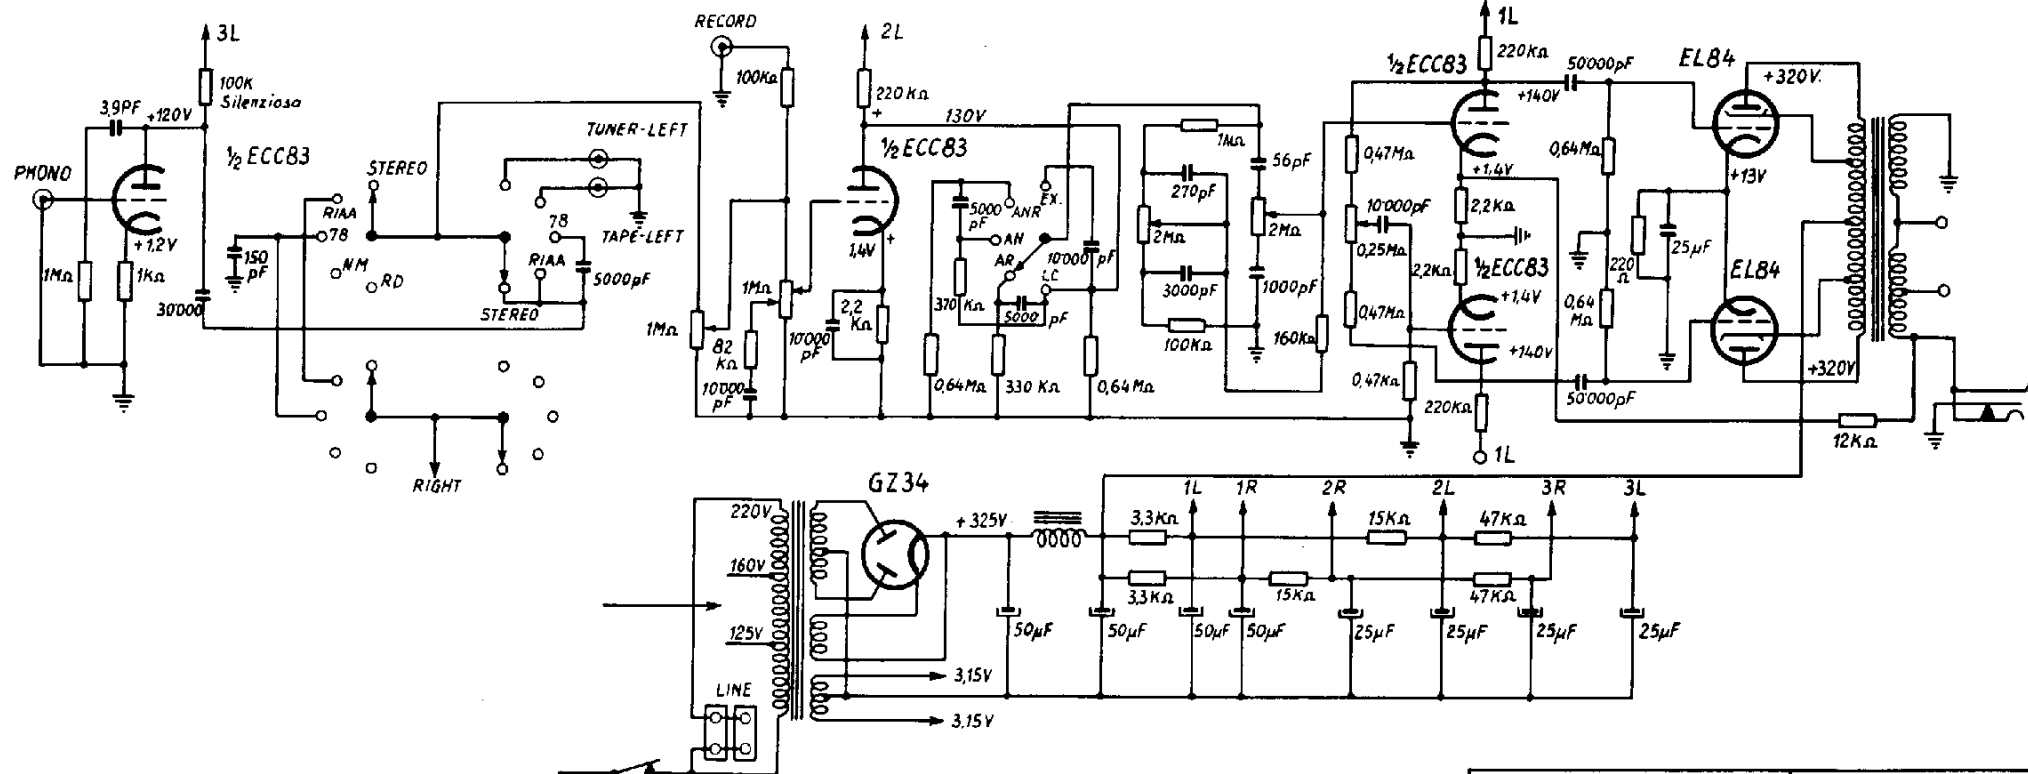 3L
RECORD
2L
1L
100K
Silenziosa
3,9PF
+120V
½ ECC83
PHONO
+1,2V
1MΩ
1KΩ
30'000
RIAA
STEREO
78
NM
RD
150
pF
TUNER-LEFT
78
TAPE-LEFT
RIAA
5000pF
STEREO
RIGHT
100KΩ
1MΩ
1MΩ
82
KΩ
10'000
pF
220 KΩ
+
130V
½ ECC83
1,4V
+
2,2
KΩ
10'000
pF
5000
pF
ANR
EX.
AN
AR
LC
10'000
pF
370 KΩ
5000
pF
0,64MΩ
330 KΩ
0,64MΩ
1MΩ
270pF
2MΩ
3000pF
100KΩ
56pF
2MΩ
1000pF
160KΩ
220KΩ
½ECC83
50'000pF
+140V
0,47MΩ
+1,4V
10'000pF
2,2KΩ
0,25MΩ
2,2KΩ
½ECC83
+1,4V
0,47MΩ
+140V
0,47KΩ
220KΩ
1L
50'000pF
EL84
+320V.
0,64MΩ
+13V
25µF
220
Ω
EL84
0,64
MΩ
+320V
12KΩ
GZ34
220V
160V
125V
LINE
+325V
3,15V
3,15V
1L
1R
2R
2L
3R
3L
3,3KΩ
15KΩ
47KΩ
3,3KΩ
15KΩ
47KΩ
50µF
50µF
50µF
50µF
25µF
25µF
25µF
25µF